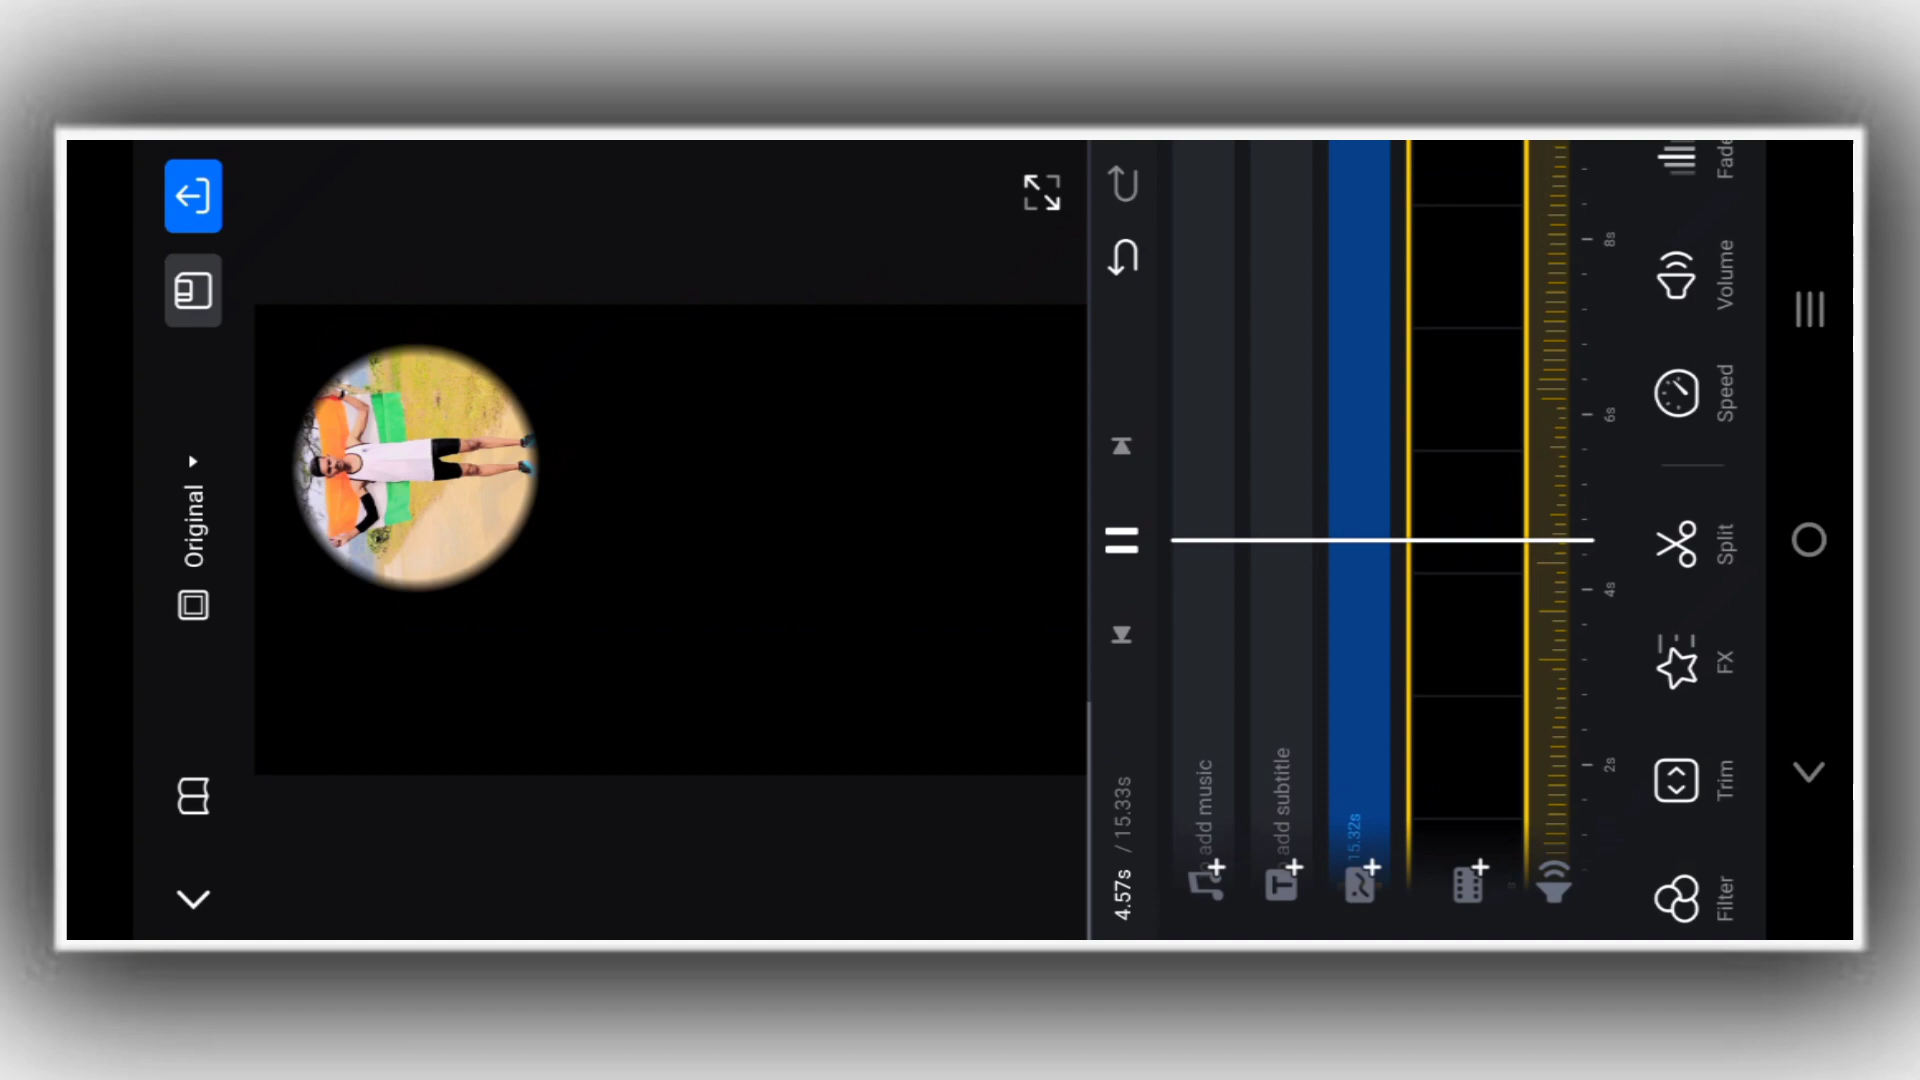 Original
4.57s / 15.33s
add music
add subtitle
15.32s
2s
4s
6s
8s
Filter
Trim
FX
Split
Speed
Volume
Fade